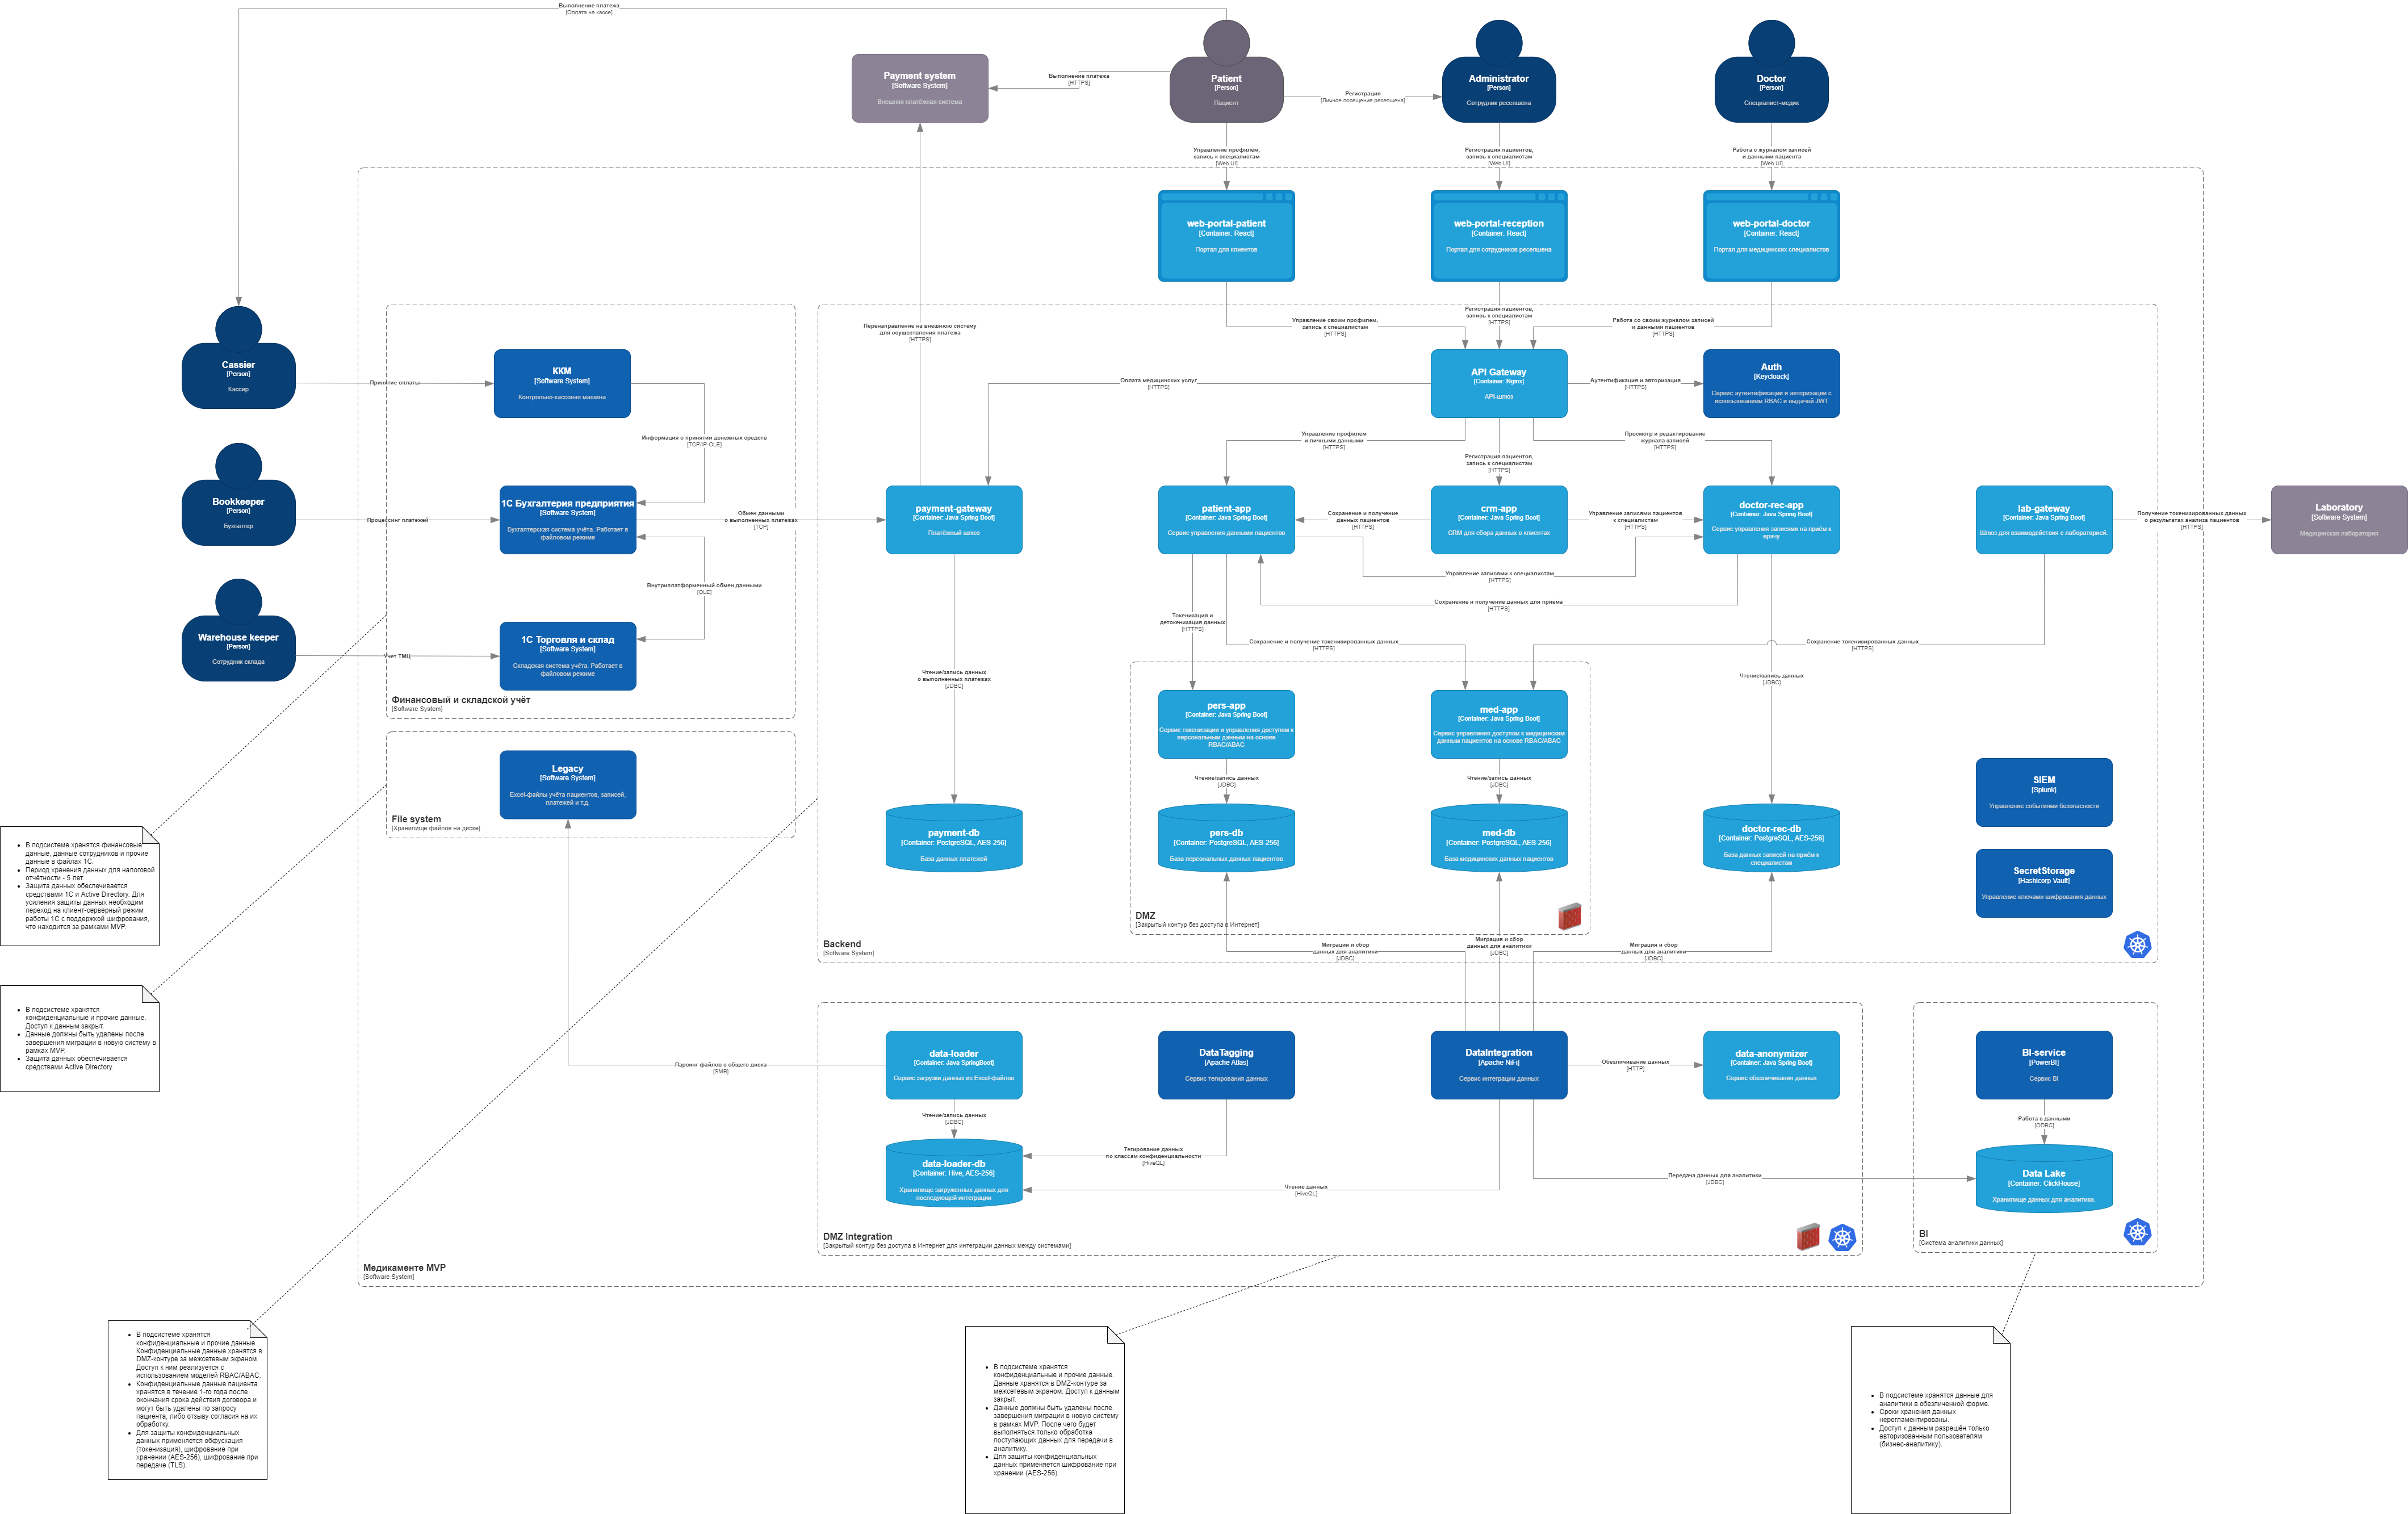 Выполнение платежа
[Оплата на кассе]
Payment system
[Software System]
Внешняя платёжная система
Выполнение платежа
[HTTPS]
Patient
[Person]
Пациент
Регистрация
[Личное посещение ресепшена]
Administrator
[Person]
Сотрудник ресепшена
Doctor
[Person]
Специалист-медик
Управление профилем,
запись к специалистам
[Web UI]
Регистрация пациентов,
запись к специалистам
[Web UI]
Работа с журналом записей
и данными пациента
[Web UI]
web-portal-patient
[Container: React]
Портал для клиентов
web-portal-reception
[Container: React]
Портал для сотрудников ресепшена
web-portal-doctor
[Container: React]
Портал для медицинских специалистов
Перенаправление на внешнюю систему
для осуществления платежа
[HTTPS]
Управление своим профилем,
запись к специалистам
[HTTPS]
Регистрация пациентов,
запись к специалистам
[HTTPS]
Работа со своим журналом записей
и данными пациентов
[HTTPS]
Cassier
[Person]
Кассир
Принятие оплаты
ККМ
[Software System]
Контрольно-кассовая машина
Оплата медицинских услуг
[HTTPS]
API Gateway
[Container: Nginx]
API-шлюз
Аутентификация и авторизация
[HTTPS]
Auth
[Keycloack]
Сервис аутентификации и авторизации с
использованием RBAC и выдачей JWT
Информация о принятии денежных средств
[TCP/IP-OLE]
Управление профилем
и личными данными
[HTTPS]
Регистрация пациентов,
запись к специалистам
[HTTPS]
Просмотр и редактирование
журнала записей
[HTTPS]
Bookkeeper
[Person]
Бухгалтер
Процессинг платежей
1С Бухгалтерия предприятия
[Software System]
Бухгалтерская система учёта. Работает в
файловом режиме
Обмен данными
о выполненных платежах
[TCP]
payment-gateway
[Container: Java Spring Boot]
Платёжный шлюз
patient-app
[Container: Java Spring Boot]
Сервис управления данными пациентов
Сохранение и получение
данных пациентов
[HTTPS]
crm-app
[Container: Java Spring Boot]
CRM для сбора данных о клиентах
Управление записями пациентов
к специалистам
[HTTPS]
doctor-rec-app
[Container: Java Spring Boot]
Сервис управления записями на приём к
врачу
lab-gateway
[Container: Java Spring Boot]
Шлюз для взаимодействия с лабораторией.
Получение токенизированных данных
о результатах анализа пациентов
[HTTPS]
Laboratory
[Software System]
Медицинская лаборатория
Управление записями к специалистам
[HTTPS]
Сохранение и получение данных для приёма
[HTTPS]
Внутриплатформенный обмен данными
[OLE]
Warehouse keeper
[Person]
Сотрудник склада
Учет ТМЦ
1С Торговля и склад
[Software System]
Складская система учёта. Работает в
файловом режиме
Финансовый и складской учёт
[Software System]
Токенизация и
детокенизация данных
[HTTPS]
Сохранение и получение токенизированных данных
[HTTPS]
Сохранение токенизированных данных
[HTTPS]
Чтение/запись данных
о выполненных платежах
[JDBC]
Чтение/запись данных
[JDBC]
pers-app
[Container: Java Spring Boot]
Сервис токенизации и управления доступом к
персональным данным на основе
RBAC/ABAC
med-app
[Container: Java Spring Boot]
Сервис управления доступом к медицинским
данным пациентов на основе RBAC/ABAC
Legacy
[Software System]
Excel-файлы учёта пациентов, записей,
платежей и т.д.
File system
[Хранилище файлов на диске]
Чтение/запись данных
[JDBC]
Чтение/запись данных
[JDBC]
SIEM
[Splunk]
Управление событиями безопасности
payment-db
[Container: PostgreSQL, AES-256]
База данных платежей
pers-db
[Container: PostgreSQL, AES-256]
База персональных данных пациентов
med-db
[Container: PostgreSQL, AES-256]
База медицинских данных пациентов
doctor-rec-db
[Container: PostgreSQL, AES-256]
База данных записей на приём к
специалистам
SecretStorage
[Hashicorp Vault]
Управление ключами шифрования данных
DMZ
[Закрытый контур без доступа в Интернет]
Backend
[Software System]
Миграция и сбор
данных для аналитики
[JDBC]
Миграция и сбор
данных для аналитики
[JDBC]
Миграция и сбор
данных для аналитики
[JDBC]
В подсистеме хранятся финансовые
данные, данные сотрудников и прочие
данные в файлах 1С.
Период хранения данных для налоговой
отчётности - 5 лет.
Защита данных обеспечивается
средствами 1С и Active Directory. Для
усиления защиты данных необходим
переход на клиент-серверный режим
работы 1С с поддержкой шифрования,
что находится за рамками MVP.
В подсистеме хранятся
конфиденциальные и прочие данные.
Доступ к данным закрыт.
Данные должны быть удалены после
завершения миграции в новую систему в
рамках MVP.
Защита данных обеспечивается
средствами Active Directory.
Парсинг файлов с общего диска
[SMB]
data-loader
[Container: Java SpringBoot]
Сервис загрузки данных из Excel-файлов
DataTagging
[Apache Atlas]
Сервис тегирования данных
DataIntegration
[Apache NiFi]
Сервис интеграции данных
Обезличивание данных
[HTTP]
data-anonymizer
[Container: Java Spring Boot]
Сервис обезличивания данных
BI-service
[PowerBI]
Сервис BI
Чтение/запись данных
[JDBC]
Тегирование данных
по классам конфиденциальности
[HiveQL]
Работа с данными
[ODBC]
data-loader-db
[Container: Hive, AES-256]
Хранилище загруженных данных для
последующей интеграции
Чтение данных
[HiveQL]
Передача данных для аналитики
[JDBC]
Data Lake
[Container: ClickHouse]
Хранилище данных для аналитики.
DMZ Integration
[Закрытый контур без доступа в Интернет для интеграции данных между системами]
BI
[Система аналитики данных]
Медикаменте MVP
[Software System]
В подсистеме хранятся
конфиденциальные и прочие данные.
Конфиденциальные данные хранятся в
DMZ-контуре за межсетевым экраном.
Доступ к ним реализуется с
использованием моделей RBAC/ABAC.
Конфиденциальные данные пациента
хранятся в течение 1-го года после
окончания срока действия договора и
могут быть удалены по запросу
пациента, либо отзыву согласия на их
обработку.
Для защиты конфиденциальных
данных применяется обфускация
(токенизация), шифрование при
хранении (AES-256), шифрование при
передаче (TLS).
В подсистеме хранятся
конфиденциальные и прочие данные.
Данные хранятся в DMZ-контуре за
межсетевым экраном. Доступ к данным
закрыт.
Данные должны быть удалены после
завершения миграции в новую систему
в рамках MVP. После чего будет
выполняться только обработка
поступающих данных для передачи в
аналитику.
Для защиты конфиденциальных
данных применяется шифрование при
хранении (AES-256).
В подсистеме хранятся данные для
аналитики в обезличенной форме.
Сроки хранения данных
нерегламентированы.
Доступ к данным разрешён только
авторизованным пользователям
(бизнес-аналитику).